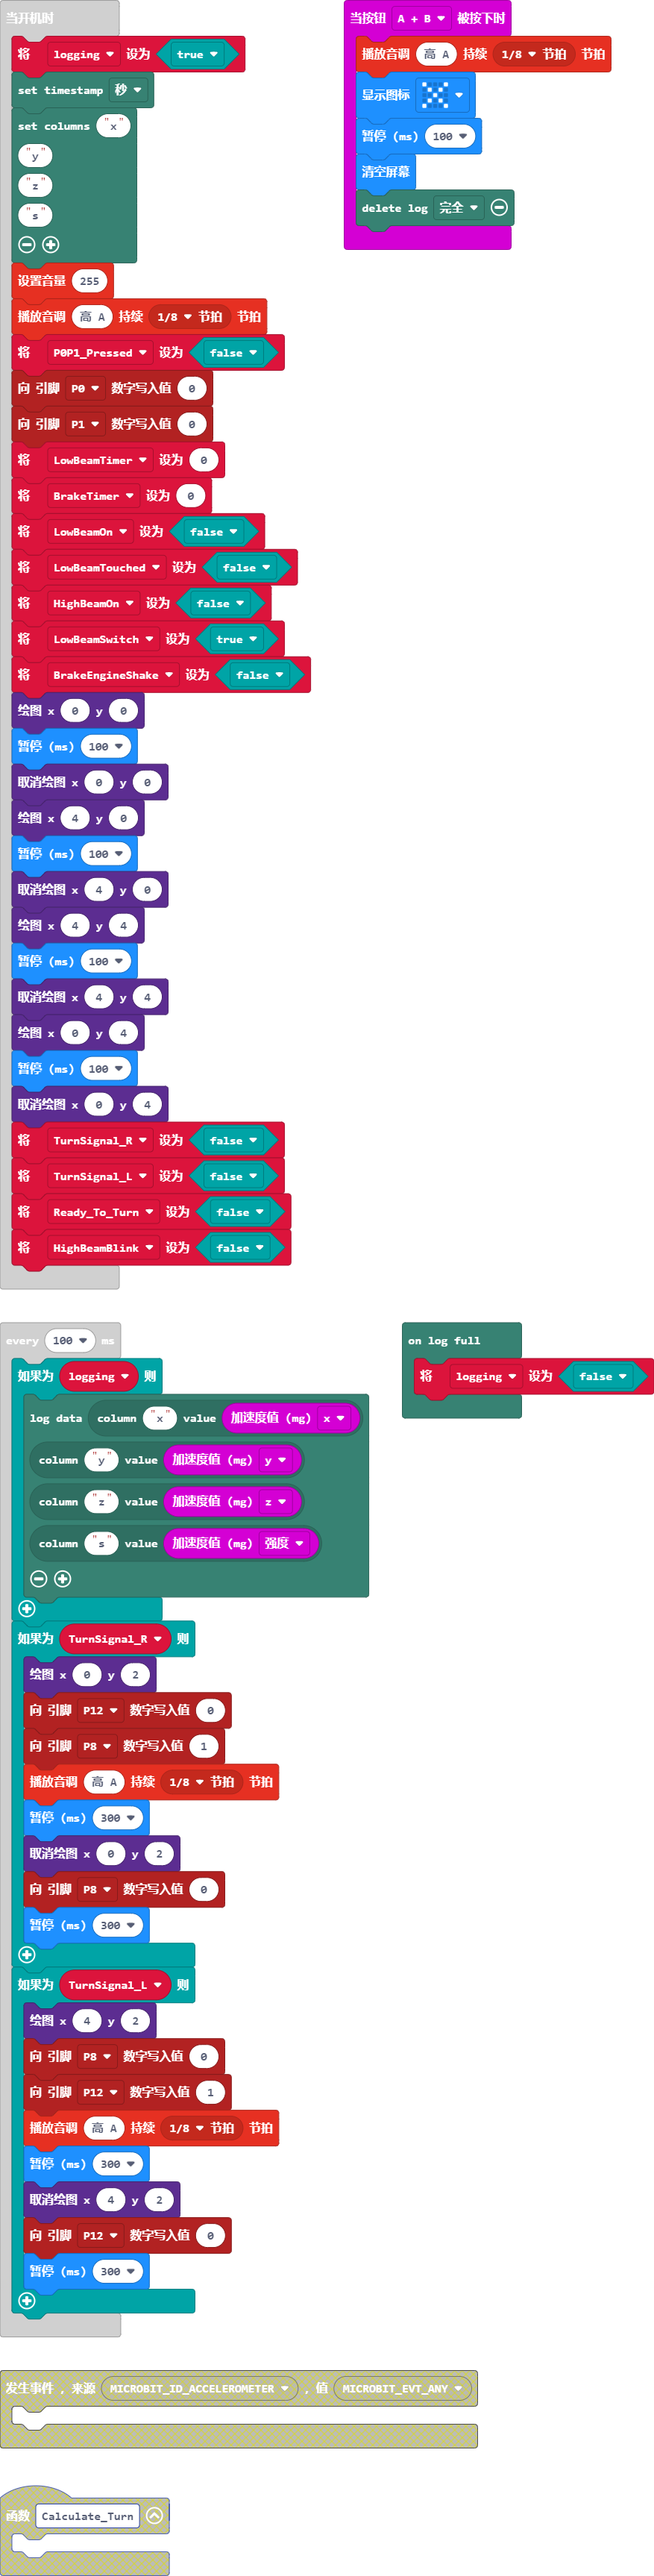 当开机时
将 logging 设为 true
set timestamp 秒
set columns "x"
"y"
"z"
"s"
设置音量 255
播放音调 高 A 持续 1/8 节拍 节拍
将 P0P1_Pressed 设为 false
向 引脚 P0 数字写入值 0
向 引脚 P1 数字写入值 0
将 LowBeamTimer 设为 0
将 BrakeTimer 设为 0
将 LowBeamOn 设为 false
将 LowBeamTouched 设为 false
将 HighBeamOn 设为 false
将 LowBeamSwitch 设为 true
将 BrakeEngineShake 设为 false
绘图 x 0 y 0
暂停 (ms) 100
取消绘图 x 0 y 0
绘图 x 4 y 0
暂停 (ms) 100
取消绘图 x 4 y 0
绘图 x 4 y 4
暂停 (ms) 100
取消绘图 x 4 y 4
绘图 x 0 y 4
暂停 (ms) 100
取消绘图 x 0 y 4
将 TurnSignal_R 设为 false
将 TurnSignal_L 设为 false
将 Ready_To_Turn 设为 false
将 HighBeamBlink 设为 false
当按钮 A + B 被按下时
播放音调 高 A 持续 1/8 节拍 节拍
显示图标
暂停 (ms) 100
清空屏幕
delete log 完全
every 100 ms
如果为 logging 则
log data column "x" value 加速度值 (mg) x
column "y" value 加速度值 (mg) y
column "z" value 加速度值 (mg) z
column "s" value 加速度值 (mg) 强度
如果为 TurnSignal_R 则
绘图 x 0 y 2
向 引脚 P12 数字写入值 0
向 引脚 P8 数字写入值 1
播放音调 高 A 持续 1/8 节拍 节拍
暂停 (ms) 300
取消绘图 x 0 y 2
向 引脚 P8 数字写入值 0
暂停 (ms) 300
如果为 TurnSignal_L 则
绘图 x 4 y 2
向 引脚 P8 数字写入值 0
向 引脚 P12 数字写入值 1
播放音调 高 A 持续 1/8 节拍 节拍
暂停 (ms) 300
取消绘图 x 4 y 2
向 引脚 P12 数字写入值 0
暂停 (ms) 300
on log full
将 logging 设为 false
发生事件 , 来源 MICROBIT_ID_ACCELEROMETER , 值 MICROBIT_EVT_ANY
函数 Calculate_Turn